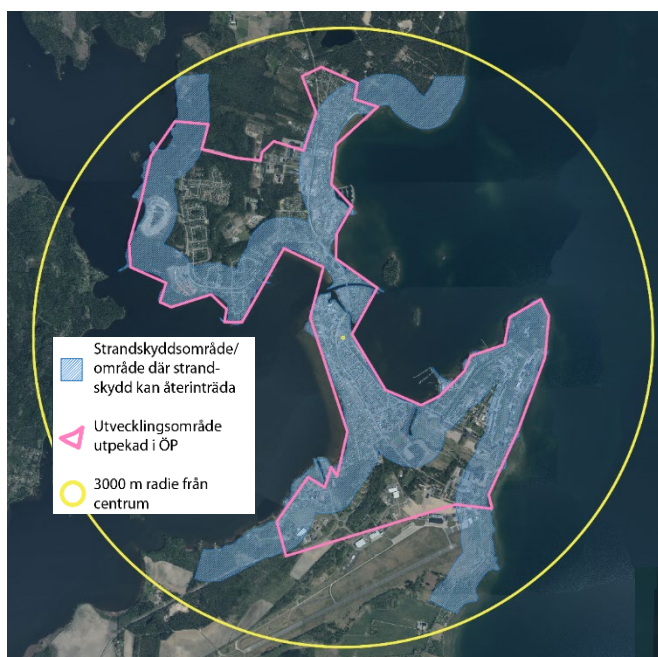 Strandskyddsområde/
område där strand-
skydd kan återinträda
Utvecklingsområde
utpekad i ÖP
3000 m radie från
centrum